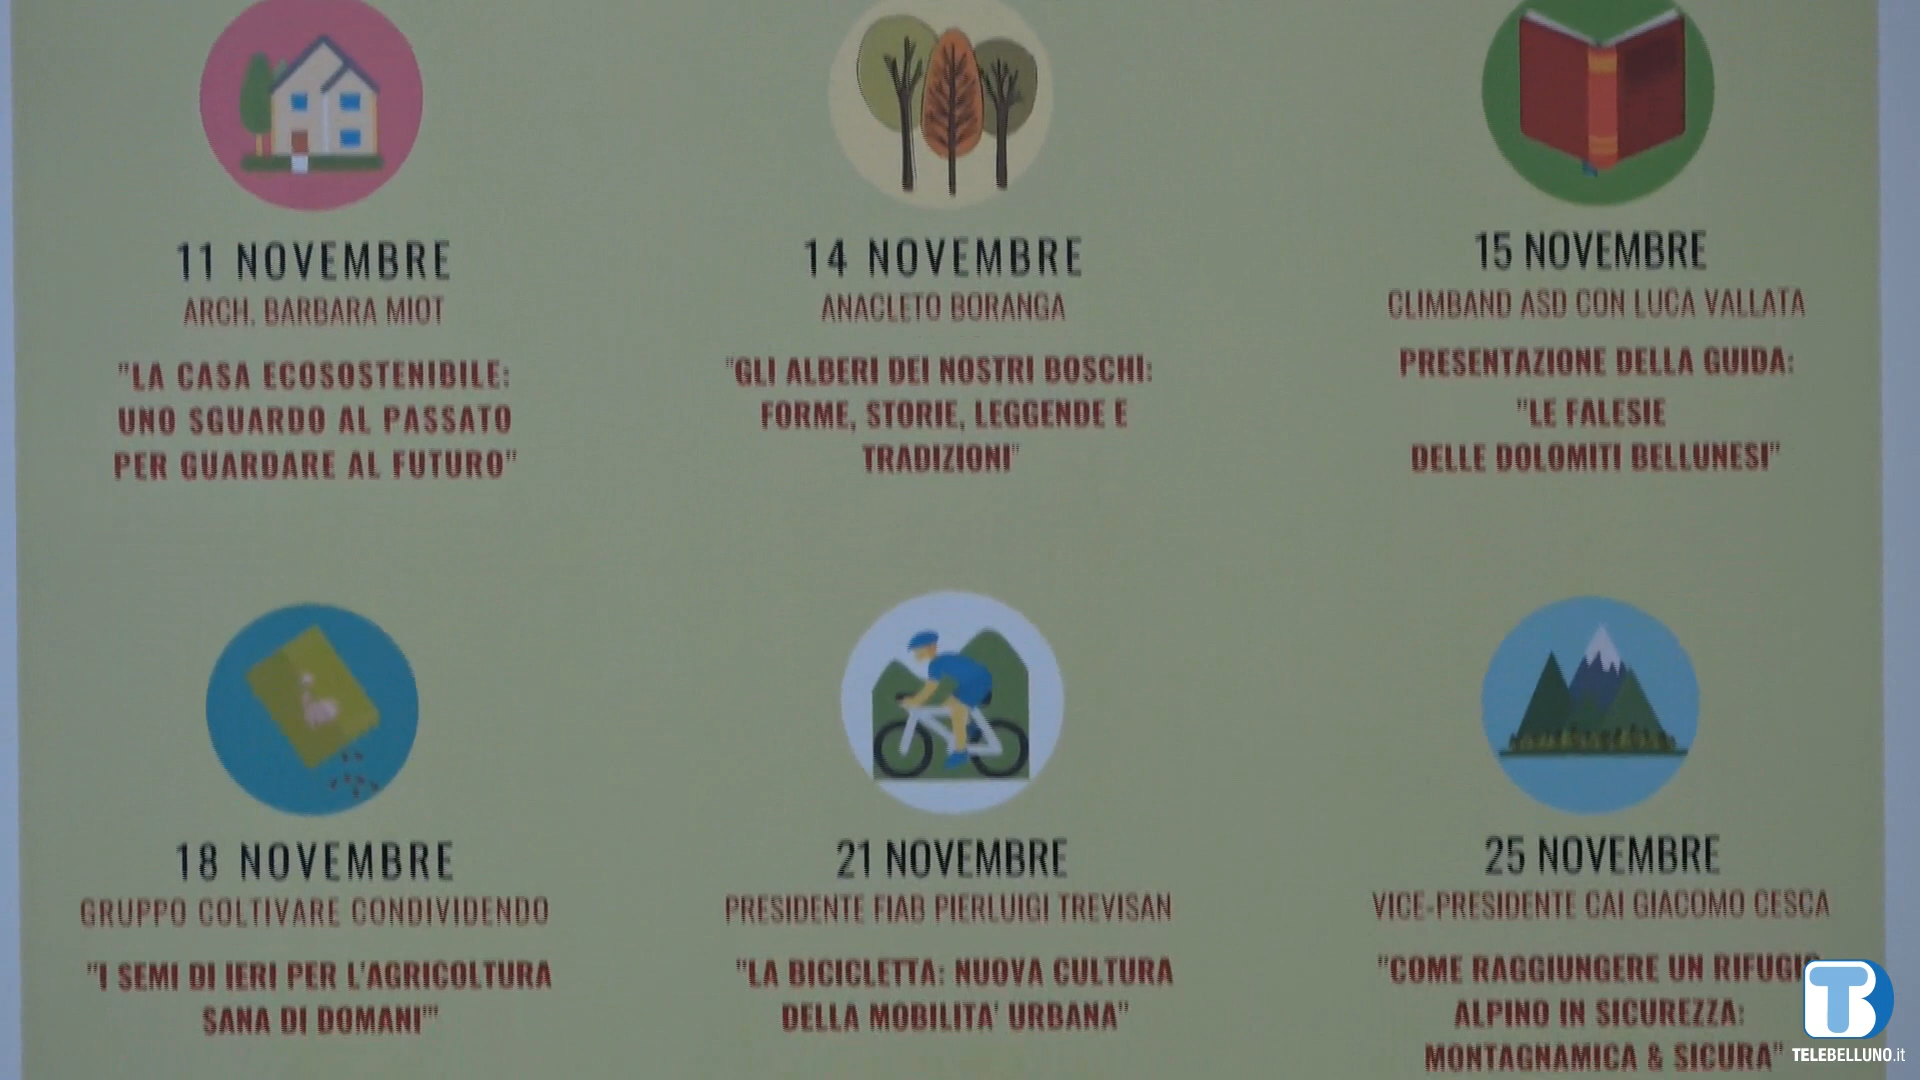 11 NOVEMBRE
ARCH. BARBARA MIOT
"LA CASA ECOSOSTENIBILE:
UNO SGUARDO AL PASSATO
PER GUARDARE AL FUTURO"
14 NOVEMBRE
ANACLETO BORANGA
"GLI ALBERI DEI NOSTRI BOSCHI:
FORME, STORIE, LEGGENDE E
TRADIZIONI"
15 NOVEMBRE
CLIMBAND ASD CON LUCA VALLATA
PRESENTAZIONE DELLA GUIDA:
"LE FALESIE
DELLE DOLOMITI BELLUNESI"
18 NOVEMBRE
GRUPPO COLTIVARE CONDIVIDENDO
"I SEMI DI IERI PER L'AGRICOLTURA
SANA DI DOMANI'"
21 NOVEMBRE
PRESIDENTE FIAB PIERLUIGI TREVISAN
"LA BICICLETTA: NUOVA CULTURA
DELLA MOBILITA' URBANA"
25 NOVEMBRE
VICE-PRESIDENTE CAI GIACOMO CESCA
"COME RAGGIUNGERE UN RIFUGIO
ALPINO IN SICUREZZA:
MONTAGNAMICA & SICURA"
TB
TELEBELLUNO.it